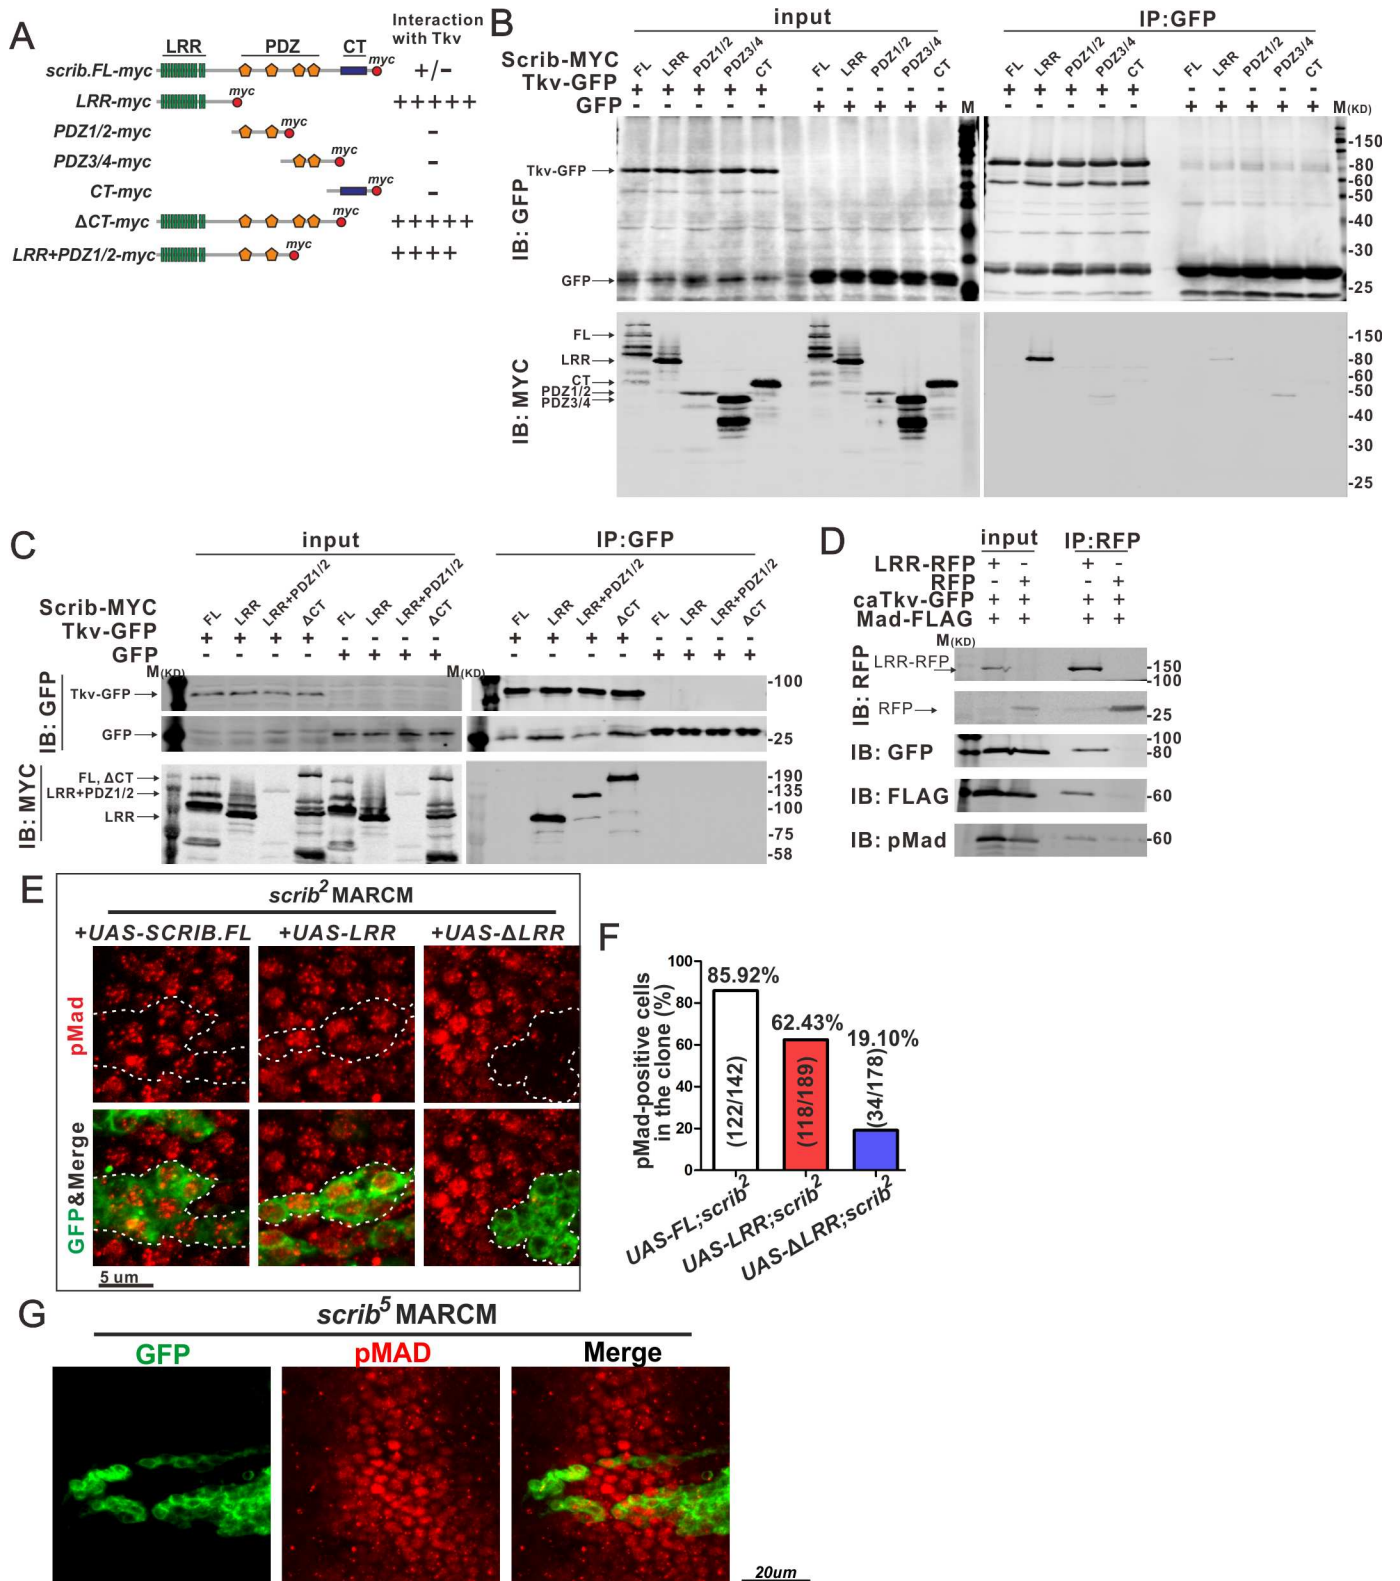 A
LRR PDZ CT Interaction with Tkv
scrib.FL-myc myc +/-
LRR-myc myc +++++
PDZ1/2-myc myc -
PDZ3/4-myc myc -
CT-myc myc -
ΔCT-myc myc +++++
LRR+PDZ1/2-myc myc ++++
B
input IP:GFP
Scrib-MYC FL LRR PDZ1/2 PDZ3/4 CT FL LRR PDZ1/2 PDZ3/4 CT FL LRR PDZ1/2 PDZ3/4 CT FL LRR PDZ1/2 PDZ3/4 CT
Tkv-GFP + + + + + - - - - - + + + + + - - - - -
GFP - - - - - + + + + + M - - - - - + + + + + M(KD)
IB: GFP
Tkv-GFP
GFP
-150
-80
-60
-50
-40
-30
-25
IB: MYC
FL
LRR
CT
PDZ1/2
PDZ3/4
-150
-80
-60
-50
-40
-30
-25
C
input IP:GFP
Scrib-MYC FL LRR LRR+PDZ1/2 ΔCT FL LRR LRR+PDZ1/2 ΔCT FL LRR LRR+PDZ1/2 ΔCT FL LRR LRR+PDZ1/2 ΔCT
Tkv-GFP + + + + - - - - + + + + - - - -
GFP - - - - + + + + - - - - + + + +
M(KD) M(KD)
IB: GFP
Tkv-GFP -100
GFP -25
IB: MYC
FL, ΔCT -190
LRR+PDZ1/2 -135
-100
LRR
-75
-58
D
input IP:RFP
LRR-RFP + - + -
RFP - + - +
caTkv-GFP + + + +
Mad-FLAG + + + +
M(KD)
IB: RFP
LRR-RFP -150
-100
RFP -25
IB: GFP -100
-80
IB: FLAG -60
IB: pMad -60
E
scrib2 MARCM
+UAS-SCRIB.FL +UAS-LRR +UAS-ΔLRR
pMad
GFP&Merge
5 um
F
pMad-positive cells
in the clone (%)
100
80
60
40
20
0
85.92%
62.43%
19.10%
(122/142)
(118/189)
(34/178)
UAS-FL;scrib2
UAS-LRR;scrib2
UAS-ΔLRR;scrib2
G
scrib5 MARCM
GFP pMAD Merge
20um